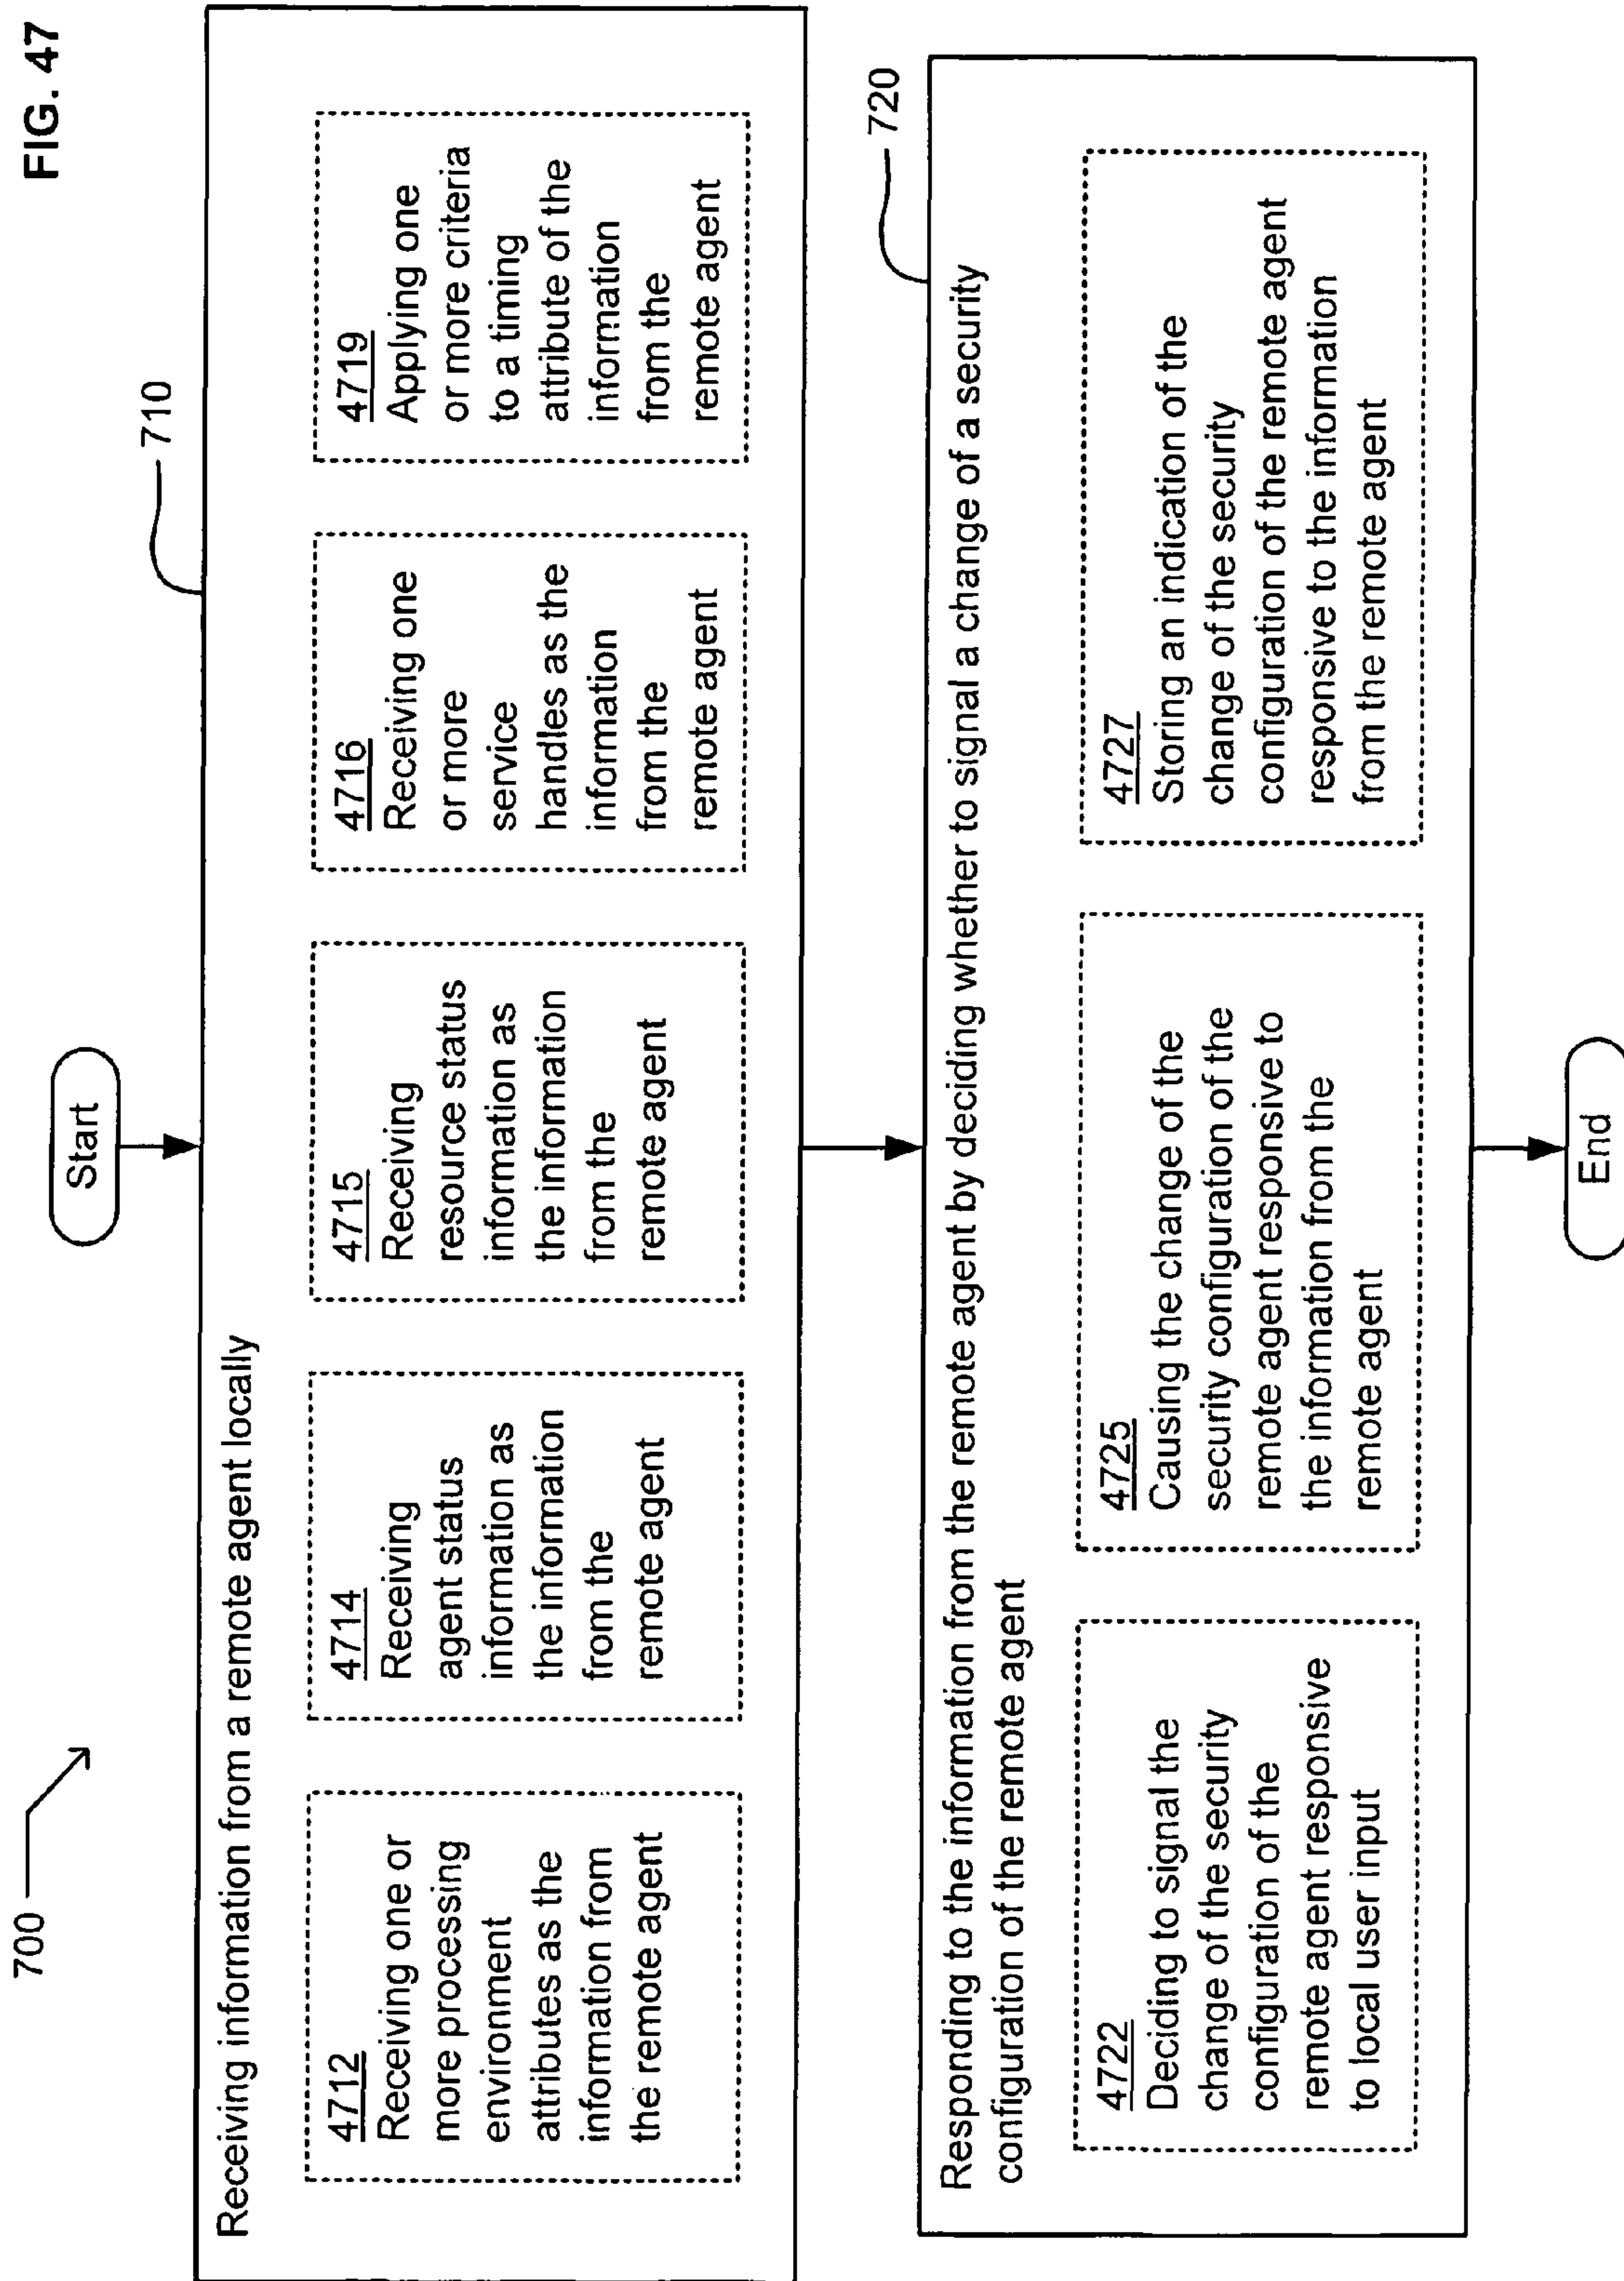 FIG. 47
700
Start
710
Receiving information from a remote agent locally
4712
Receiving one or
more processing
environment
attributes as the
information from
the remote agent
4714
Receiving
agent status
information as
the information
from the
remote agent
4715
Receiving
resource status
information as
the information
from the
remote agent
4716
Receiving one
or more
service
handles as the
information
from the
remote agent
4719
Applying one
or more criteria
to a timing
attribute of the
information
from the
remote agent
720
Responding to the information from the remote agent by deciding whether to signal a change of a security
configuration of the remote agent
4722
Deciding to signal the
change of the security
configuration of the
remote agent responsive
to local user input
4725
Causing the change of the
security configuration of the
remote agent responsive to
the information from the
remote agent
4727
Storing an indication of the
change of the security
configuration of the remote agent
responsive to the information
from the remote agent
End